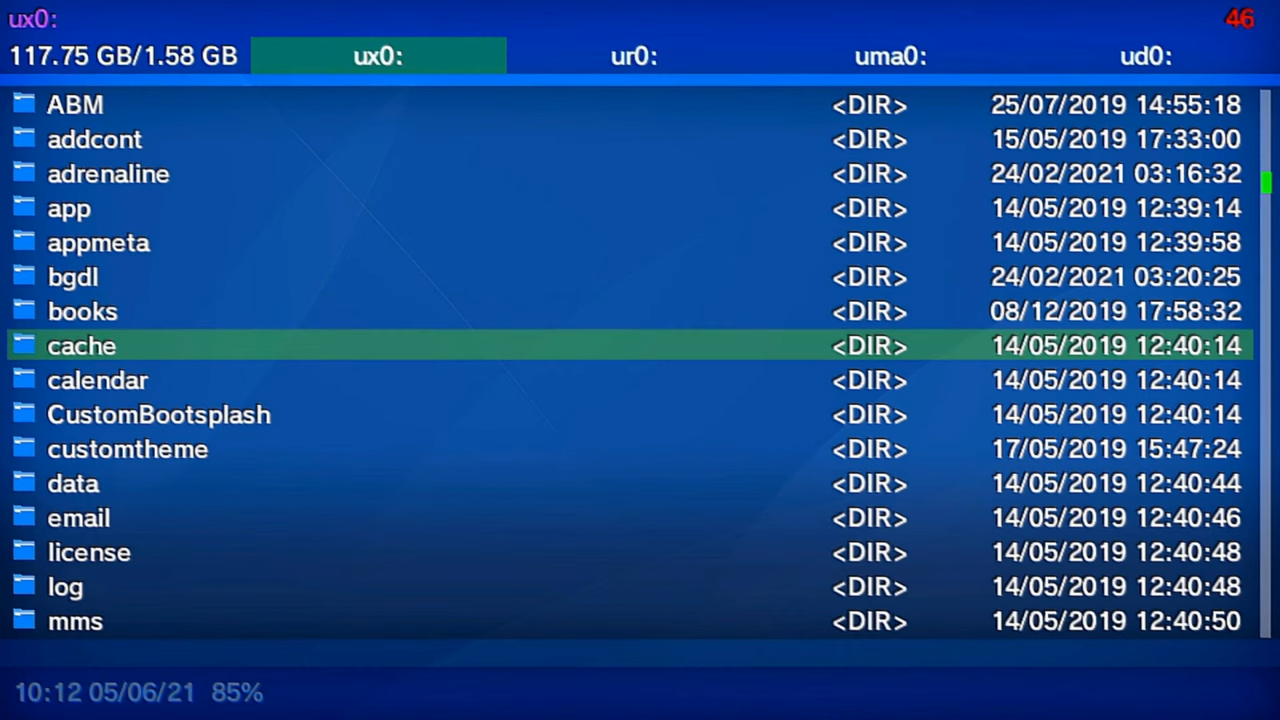 ux0: 46
117.75 GB/1.58 GB ux0: ur0: uma0: ud0:
ABM <DIR> 25/07/2019 14:55:18
addcont <DIR> 15/05/2019 17:33:00
adrenaline <DIR> 24/02/2021 03:16:32
app <DIR> 14/05/2019 12:39:14
appmeta <DIR> 14/05/2019 12:39:58
bgdl <DIR> 24/02/2021 03:20:25
books <DIR> 08/12/2019 17:58:32
cache <DIR> 14/05/2019 12:40:14
calendar <DIR> 14/05/2019 12:40:14
CustomBootsplash <DIR> 14/05/2019 12:40:14
customtheme <DIR> 17/05/2019 15:47:24
data <DIR> 14/05/2019 12:40:44
email <DIR> 14/05/2019 12:40:46
license <DIR> 14/05/2019 12:40:48
log <DIR> 14/05/2019 12:40:48
mms <DIR> 14/05/2019 12:40:50
10:12 05/06/21 85%